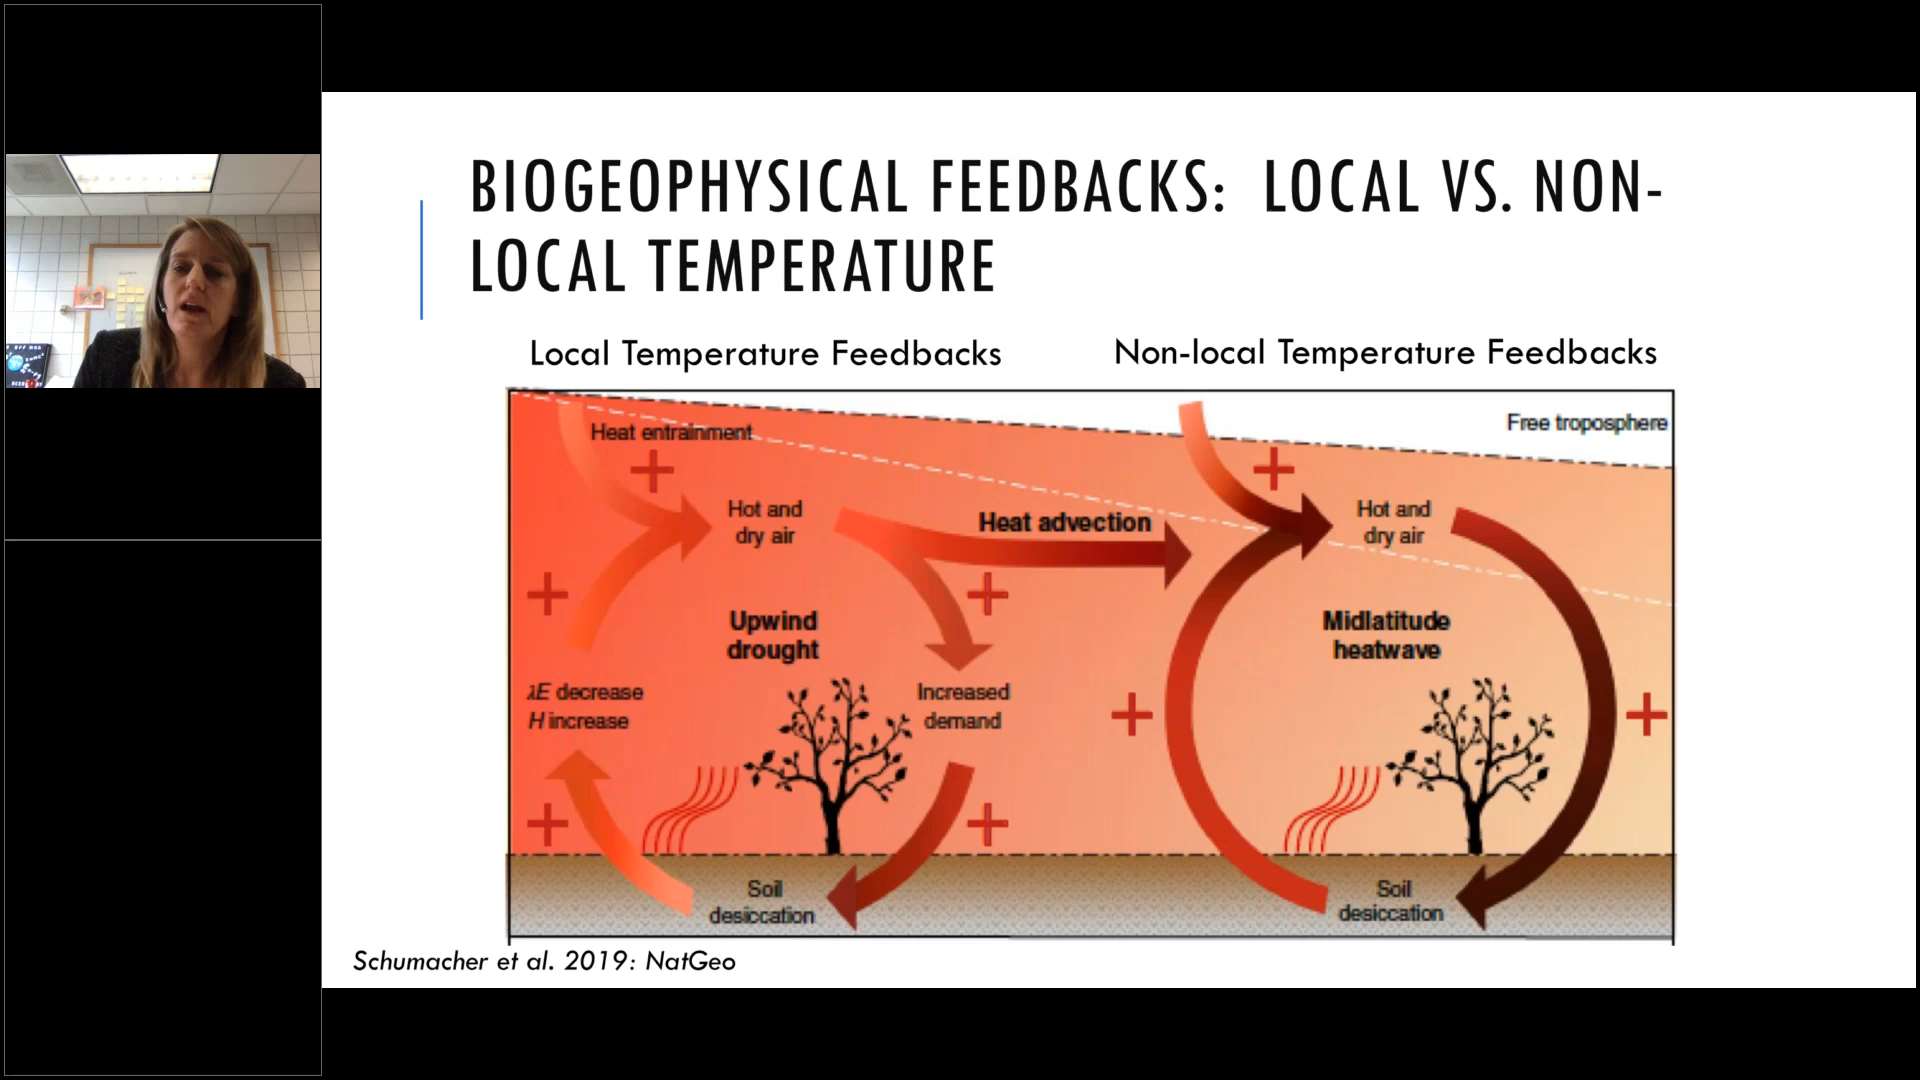 BIOGEOPHYSICAL FEEDBACKS: LOCAL VS. NON-
LOCAL TEMPERATURE
Local Temperature Feedbacks
Non-local Temperature Feedbacks
Free troposphere
Heat entrainment
Hot and
dry air
Heat advection
Hot and
dry air
Upwind
drought
Midlatitude
heatwave
λE decrease
H increase
Increased
demand
Soil
desiccation
Soil
desiccation
Schumacher et al. 2019: NatGeo